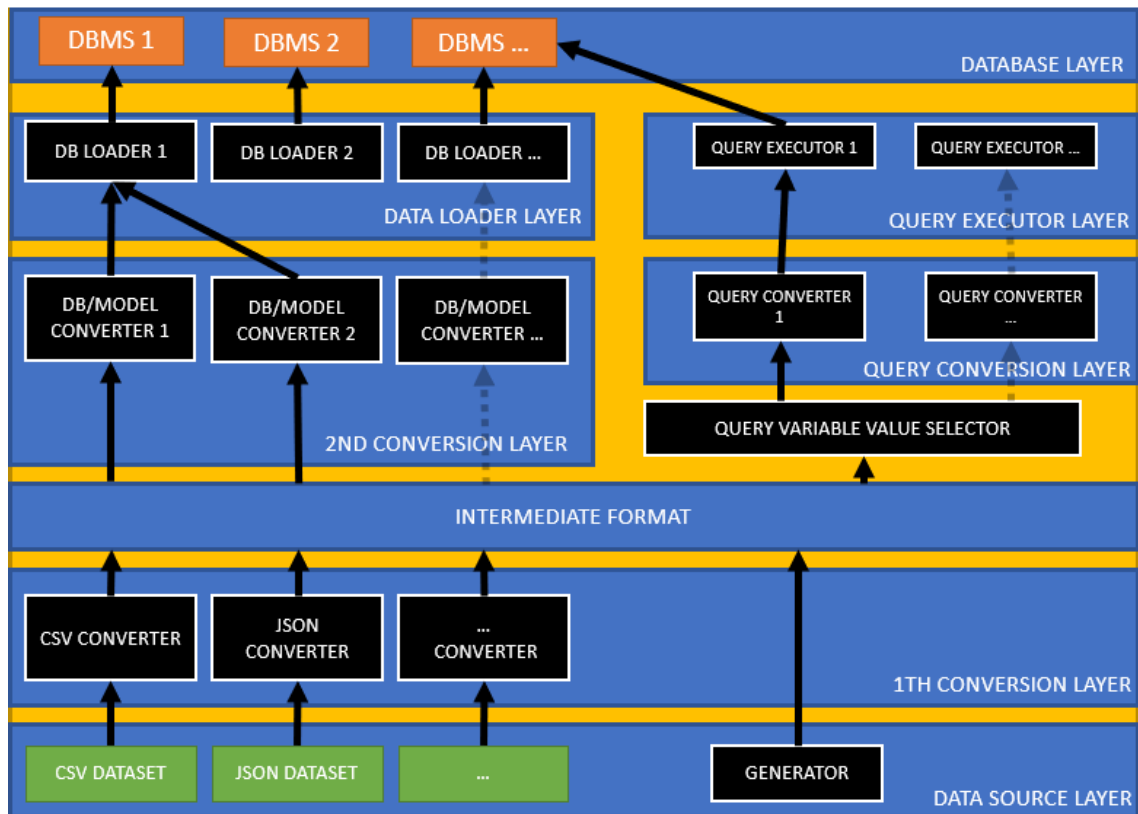 DBMS 1
DBMS 2
DBMS ...
DATABASE LAYER
DB LOADER 1
DB LOADER 2
DB LOADER ...
DATA LOADER LAYER
QUERY EXECUTOR 1
QUERY EXECUTOR ...
QUERY EXECUTOR LAYER
DB/MODEL
CONVERTER 1
DB/MODEL
CONVERTER 2
DB/MODEL
CONVERTER ...
2ND CONVERSION LAYER
QUERY CONVERTER
1
QUERY CONVERTER
...
QUERY CONVERSION LAYER
QUERY VARIABLE VALUE SELECTOR
INTERMEDIATE FORMAT
CSV CONVERTER
JSON
CONVERTER
...
CONVERTER
1TH CONVERSION LAYER
CSV DATASET
JSON DATASET
...
GENERATOR
DATA SOURCE LAYER